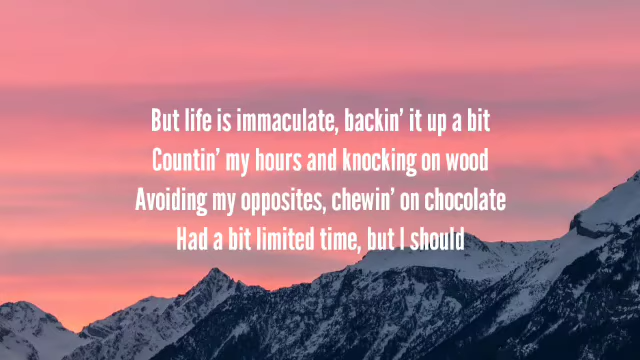 But life is immaculate, backin' it up a bit
Countin' my hours and knocking on wood
Avoiding my opposites, chewin' on chocolate
Had a bit limited time, but I should